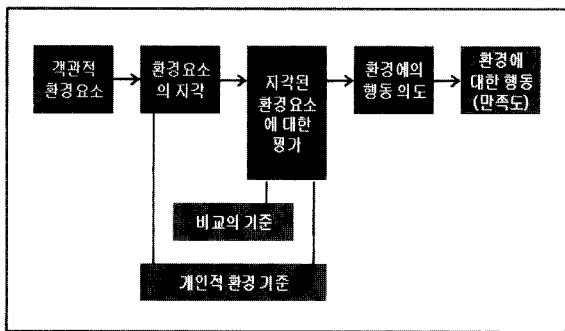 객관적
환경요소
환경요소
의 지각
지각된
환경요소
에 대한
평가
환경에의
행동 의도
환경에
대한 행동
(만족도)
비교의 기준
개인적 환경 기준